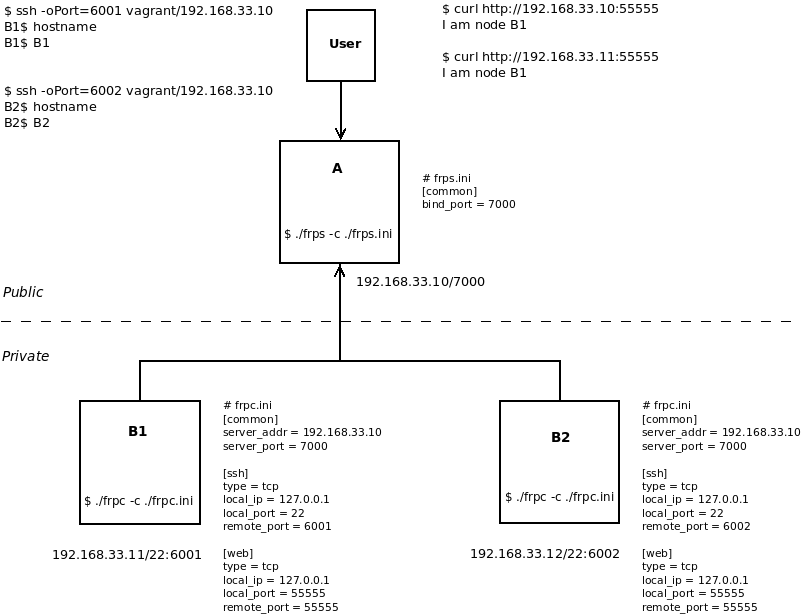 $ ssh -oPort=6001 vagrant/192.168.33.10
B1$ hostname
B1$ B1
$ ssh -oPort=6002 vagrant/192.168.33.10
B2$ hostname
B2$ B2
User
$ curl http://192.168.33.10:55555
I am node B1
$ curl http://192.168.33.11:55555
I am node B1
A
$ ./frps -c ./frps.ini
# frps.ini
[common]
bind_port = 7000
192.168.33.10/7000
Public
Private
B1
$ ./frpc -c ./frpc.ini
192.168.33.11/22:6001
# frpc.ini
[common]
server_addr = 192.168.33.10
server_port = 7000
[ssh]
type = tcp
local_ip = 127.0.0.1
local_port = 22
remote_port = 6001
[web]
type = tcp
local_ip = 127.0.0.1
local_port = 55555
remote_port = 55555
B2
$ ./frpc -c ./frpc.ini
192.168.33.12/22:6002
# frpc.ini
[common]
server_addr = 192.168.33.10
server_port = 7000
[ssh]
type = tcp
local_ip = 127.0.0.1
local_port = 22
remote_port = 6002
[web]
type = tcp
local_ip = 127.0.0.1
local_port = 55555
remote_port = 55555